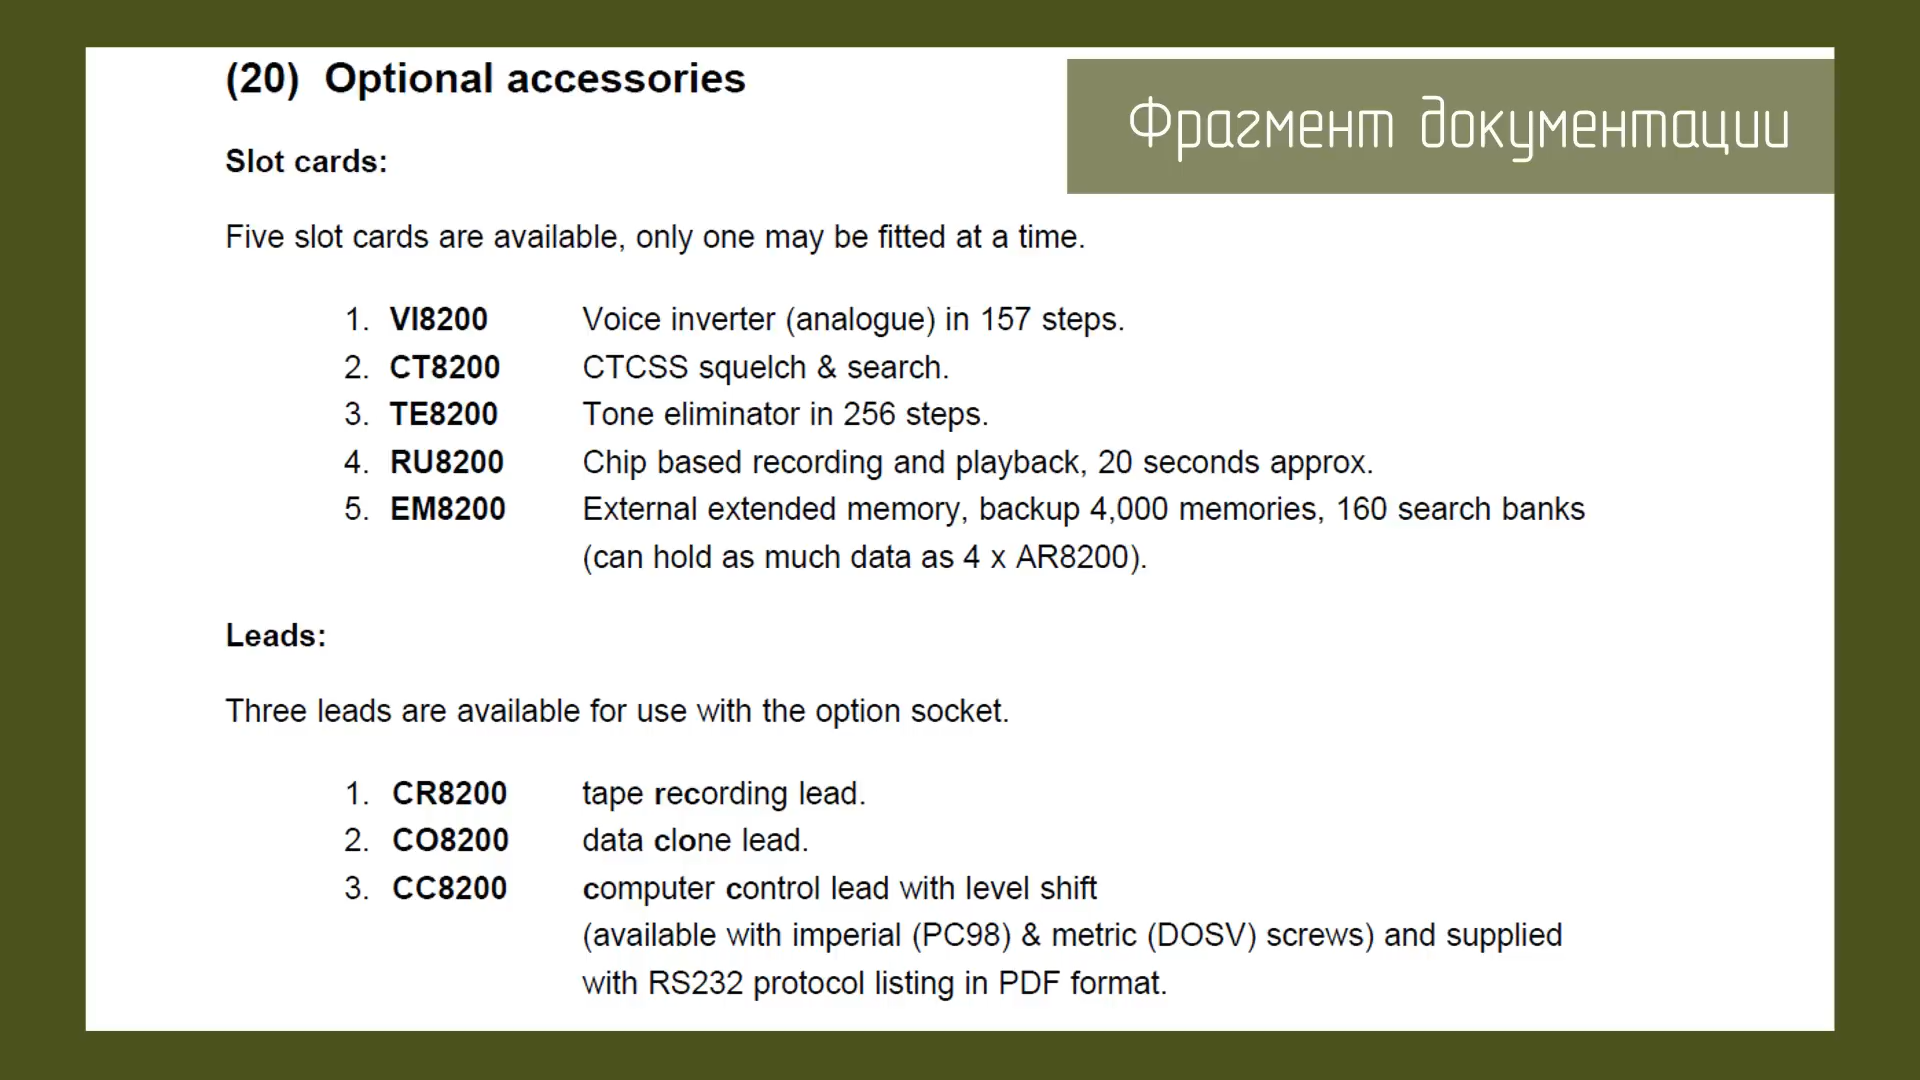 (20) Optional accessories
Фрагмент документации
Slot cards:
Five slot cards are available, only one may be fitted at a time.
1. VI8200 Voice inverter (analogue) in 157 steps.
2. CT8200 CTCSS squelch & search.
3. TE8200 Tone eliminator in 256 steps.
4. RU8200 Chip based recording and playback, 20 seconds approx.
5. EM8200 External extended memory, backup 4,000 memories, 160 search banks
(can hold as much data as 4 x AR8200).
Leads:
Three leads are available for use with the option socket.
1. CR8200 tape recording lead.
2. CO8200 data clone lead.
3. CC8200 computer control lead with level shift
(available with imperial (PC98) & metric (DOSV) screws) and supplied
with RS232 protocol listing in PDF format.